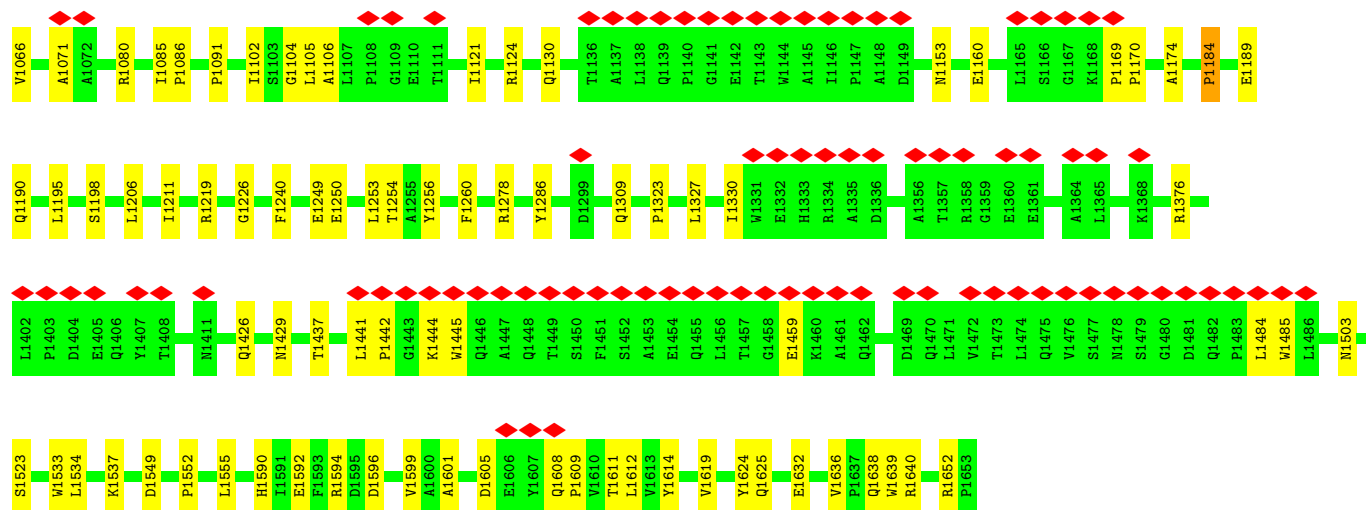 V1066 A1071 A1072 R1080 I1085 P1086 P1091 I1102 S1103 G1104 L1105 A1106 L1107 P1108 G1109 E1110 T1111 I1121 R1124 Q1130 T1136 A1137 L1138 Q1139 P1140 G1141 E1142 T1143 W1144 A1145 I1146 P1147 A1148 D1149 N1153 E1160 L1165 S1166 G1167 K1168 P1169 P1170 A1174 P1184 E1189
Q1190 L1195 S1198 L1206 I1211 R1219 G1226 F1240 E1249 E1250 L1253 T1254 A1255 Y1256 F1260 R1278 Y1286 D1299 Q1309 P1323 L1327 I1330 W1331 E1332 H1333 R1334 A1335 D1336 A1356 T1357 R1358 G1359 E1360 E1361 A1364 L1365 K1368 R1376
L1402 P1403 D1404 E1405 Q1406 Y1407 T1408 N1411 Q1426 N1429 T1437 L1441 P1442 G1443 K1444 W1445 Q1446 A1447 Q1448 T1449 S1450 F1451 S1452 A1453 E1454 Q1455 L1456 T1457 G1458 E1459 K1460 A1461 Q1462 D1469 Q1470 L1471 V1472 T1473 L1474 Q1475 V1476 S1477 N1478 S1479 G1480 D1481 Q1482 P1483 L1484 W1485 L1486 N1503
S1523 W1533 L1534 K1537 D1549 P1552 L1555 H1590 I1591 E1592 F1593 R1594 D1595 D1596 V1599 A1600 A1601 D1605 E1606 Y1607 Q1608 P1609 V1610 T1611 L1612 V1613 Y1614 V1619 Y1624 Q1625 E1632 V1636 P1637 Q1638 W1639 R1640 R1652 P1653